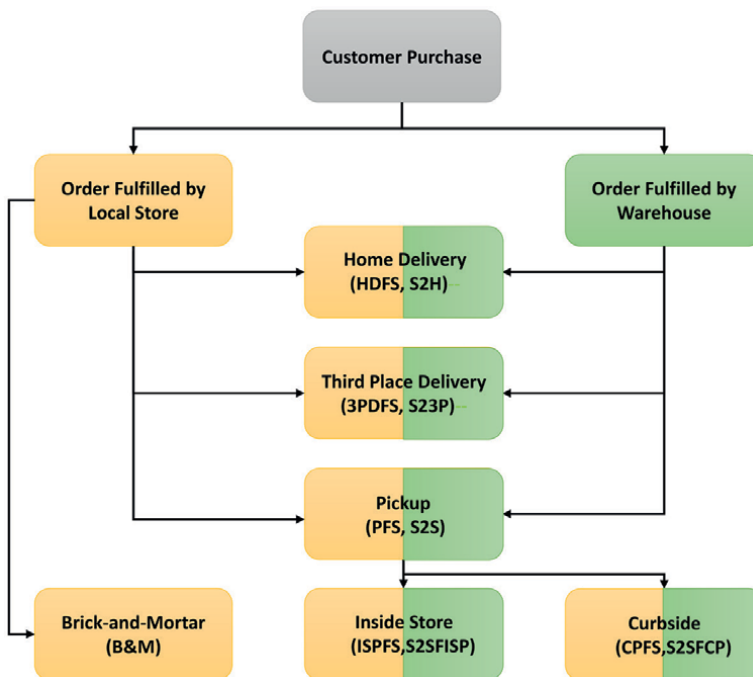 Customer Purchase
Order Fulfilled by
Local Store
Order Fulfilled by
Warehouse
Home Delivery
(HDFS, S2H)
Third Place Delivery
(3PDFS, S23P)
Pickup
(PFS, S2S)
Brick-and-Mortar
(B&M)
Inside Store
(ISPFS,S2SFISP)
Curbside
(CPFS,S2SFCP)